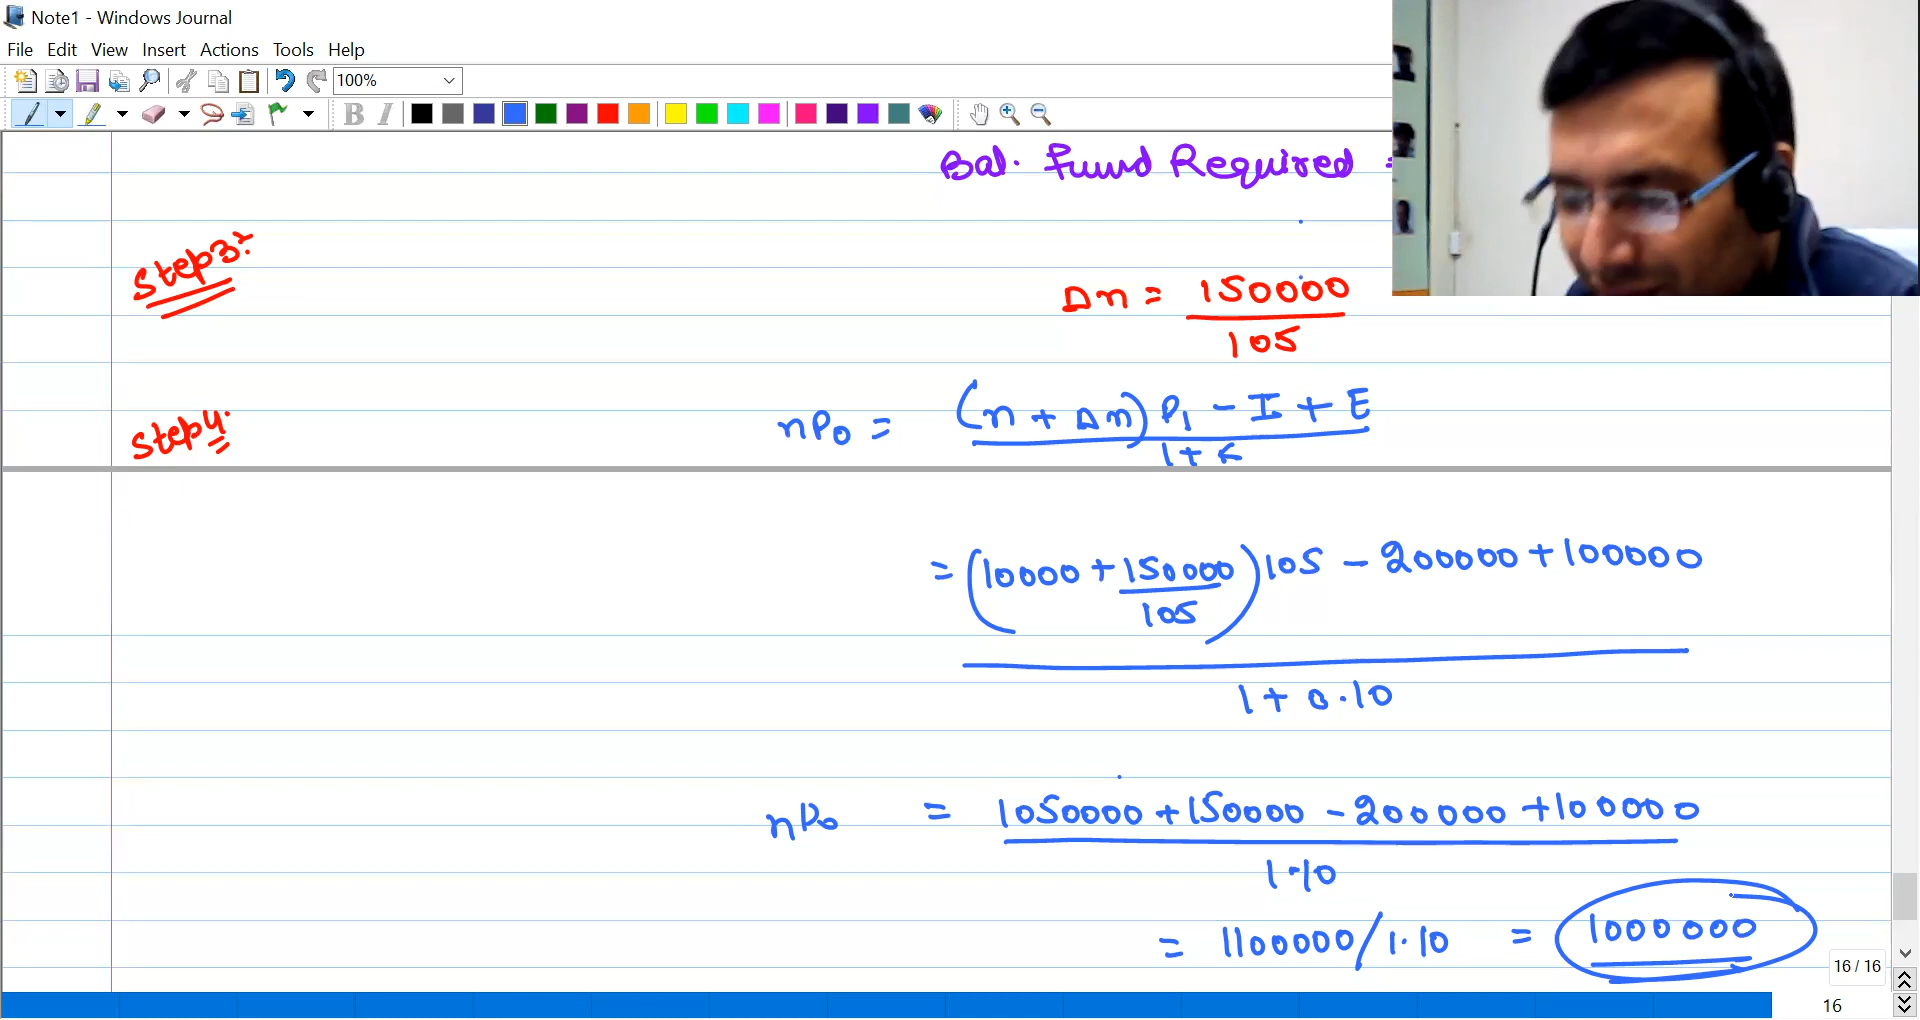 Note1 - Windows Journal
File Edit View Insert Actions Tools Help
100%
B I
Bal. Fund Required =
Step3:
Δn = 150000
105
Step4:
nP0 = (n + Δn) P1 - I + E
1 + K
= (10000 + 150000) 105 - 200000 + 100000
105
1 + 0.10
nP0 = 1050000 + 150000 - 200000 + 100000
1.10
= 1100000 / 1.10 = 1000000
16 / 16
16